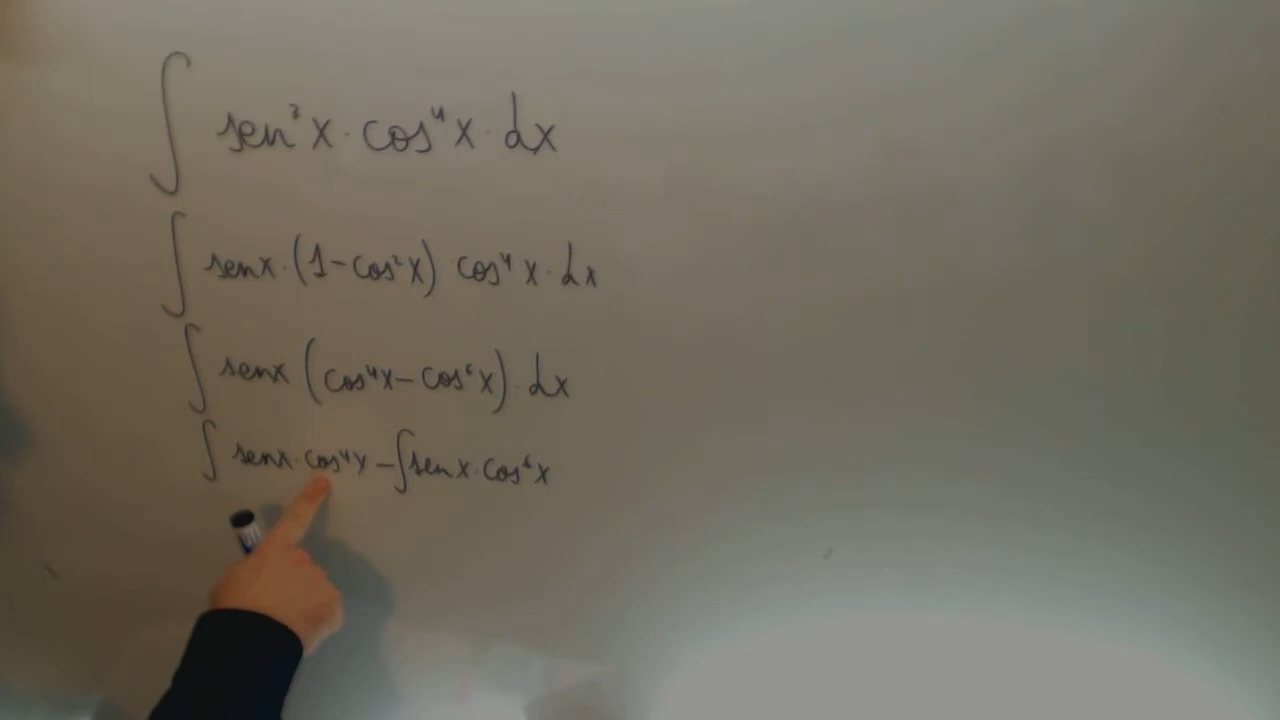 ∫ sen³x · cos⁴x · dx
∫ senx · (1-cos²x) cos⁴x · dx
∫ senx (cos⁴x - cos⁶x) dx
∫ senx · cos⁴x - ∫ senx · cos⁶x